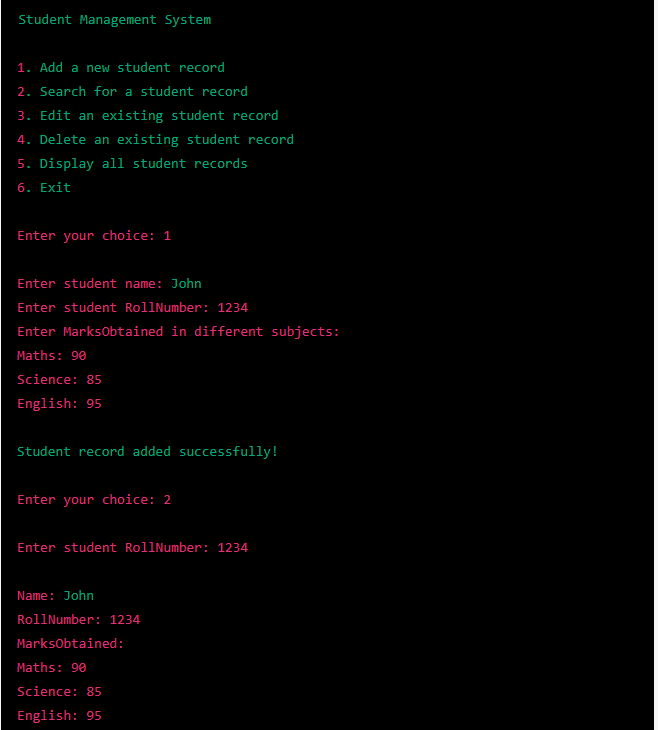 Student Management System
1. Add a new student record
2. Search for a student record
3. Edit an existing student record
4. Delete an existing student record
5. Display all student records
6. Exit
Enter your choice: 1
Enter student name: John
Enter student RollNumber: 1234
Enter MarksObtained in different subjects:
Maths: 90
Science: 85
English: 95
Student record added successfully!
Enter your choice: 2
Enter student RollNumber: 1234
Name: John
RollNumber: 1234
MarksObtained:
Maths: 90
Science: 85
English: 95